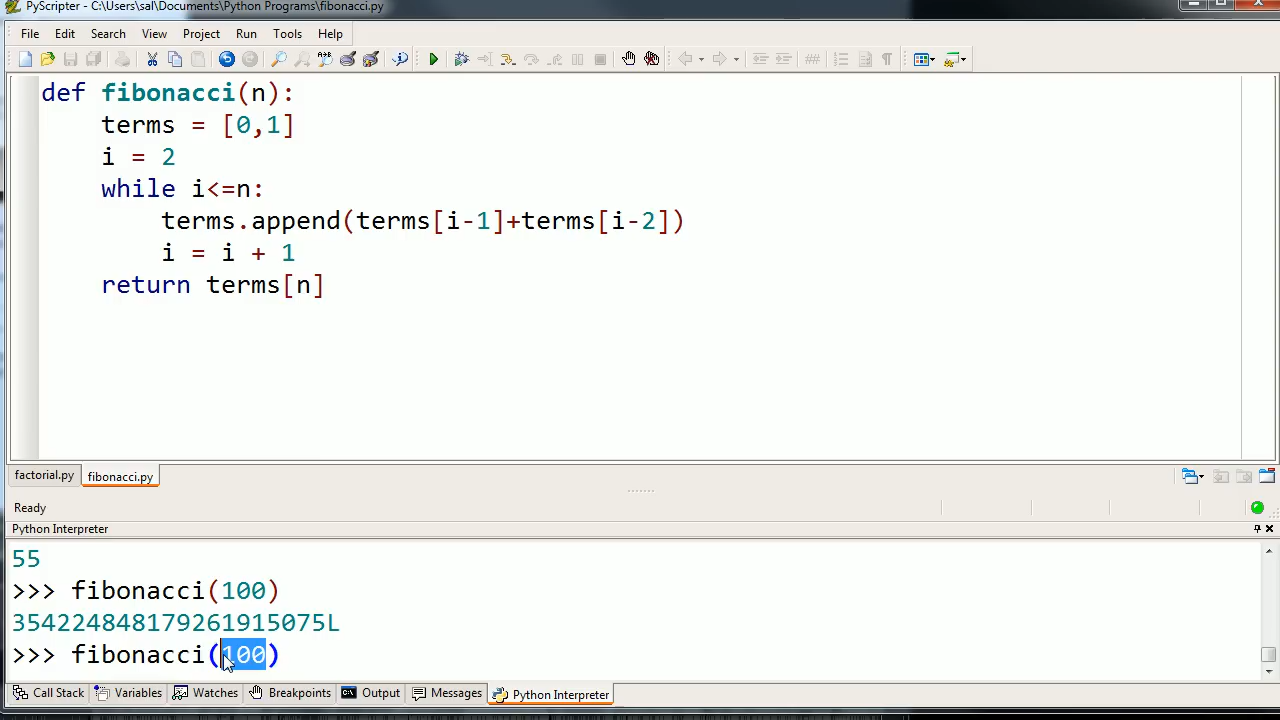 PyScripter - C:\Users\sal\Documents\Python Programs\fibonacci.py
File Edit Search View Project Run Tools Help
def fibonacci(n):
    terms = [0,1]
    i = 2
    while i<=n:
        terms.append(terms[i-1]+terms[i-2])
        i = i + 1
    return terms[n]
factorial.py fibonacci.py
Ready
Python Interpreter
55
>>> fibonacci(100)
354224848179261915075L
>>> fibonacci(100)
Call Stack Variables Watches Breakpoints Output Messages Python Interpreter